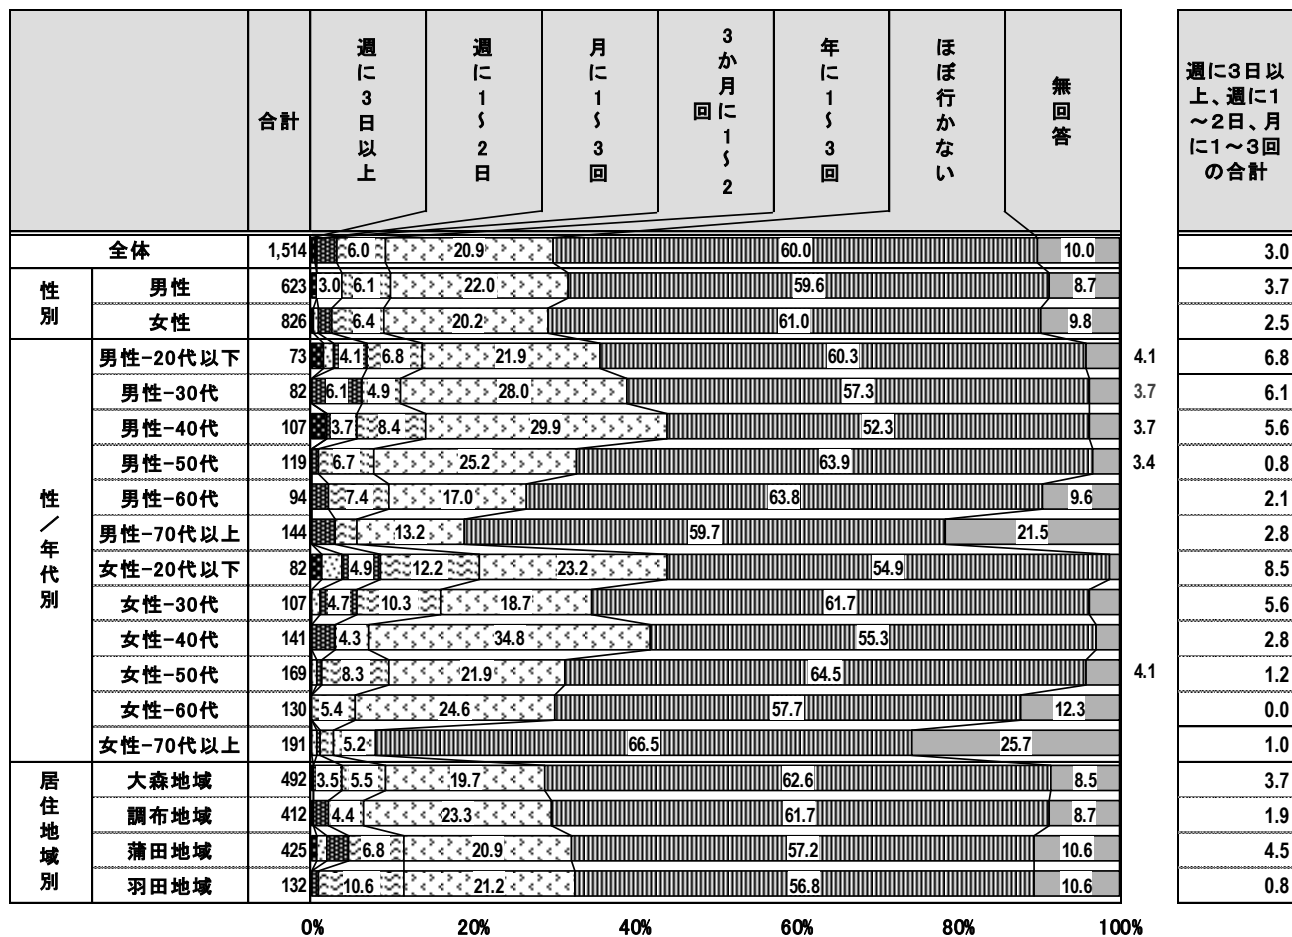 合計
週に3日以上
週に1~2日
月に1~3回
3か月に1~2回
年に1~3回
ほぼ行かない
無回答
週に3日以
上、週に1
~2日、月
に1~3回
の合計
全体 1,514 6.0 20.9 60.0 10.0 3.0
性別
男性 623 3.0 6.1 22.0 59.6 8.7 3.7
女性 826 6.4 20.2 61.0 9.8 2.5
性/年代別
男性-20代以下 73 4.1 6.8 21.9 60.3 4.1 6.8
男性-30代 82 6.1 4.9 28.0 57.3 3.7 6.1
男性-40代 107 3.7 8.4 29.9 52.3 3.7 5.6
男性-50代 119 6.7 25.2 63.9 3.4 0.8
男性-60代 94 7.4 17.0 63.8 9.6 2.1
男性-70代以上 144 13.2 59.7 21.5 2.8
女性-20代以下 82 4.9 12.2 23.2 54.9 8.5
女性-30代 107 4.7 10.3 18.7 61.7 5.6
女性-40代 141 4.3 34.8 55.3 2.8
女性-50代 169 8.3 21.9 64.5 4.1 1.2
女性-60代 130 5.4 24.6 57.7 12.3 0.0
女性-70代以上 191 5.2 66.5 25.7 1.0
居住地域別
大森地域 492 3.5 5.5 19.7 62.6 8.5 3.7
調布地域 412 4.4 23.3 61.7 8.7 1.9
蒲田地域 425 6.8 20.9 57.2 10.6 4.5
羽田地域 132 10.6 21.2 56.8 10.6 0.8
0% 20% 40% 60% 80% 100%